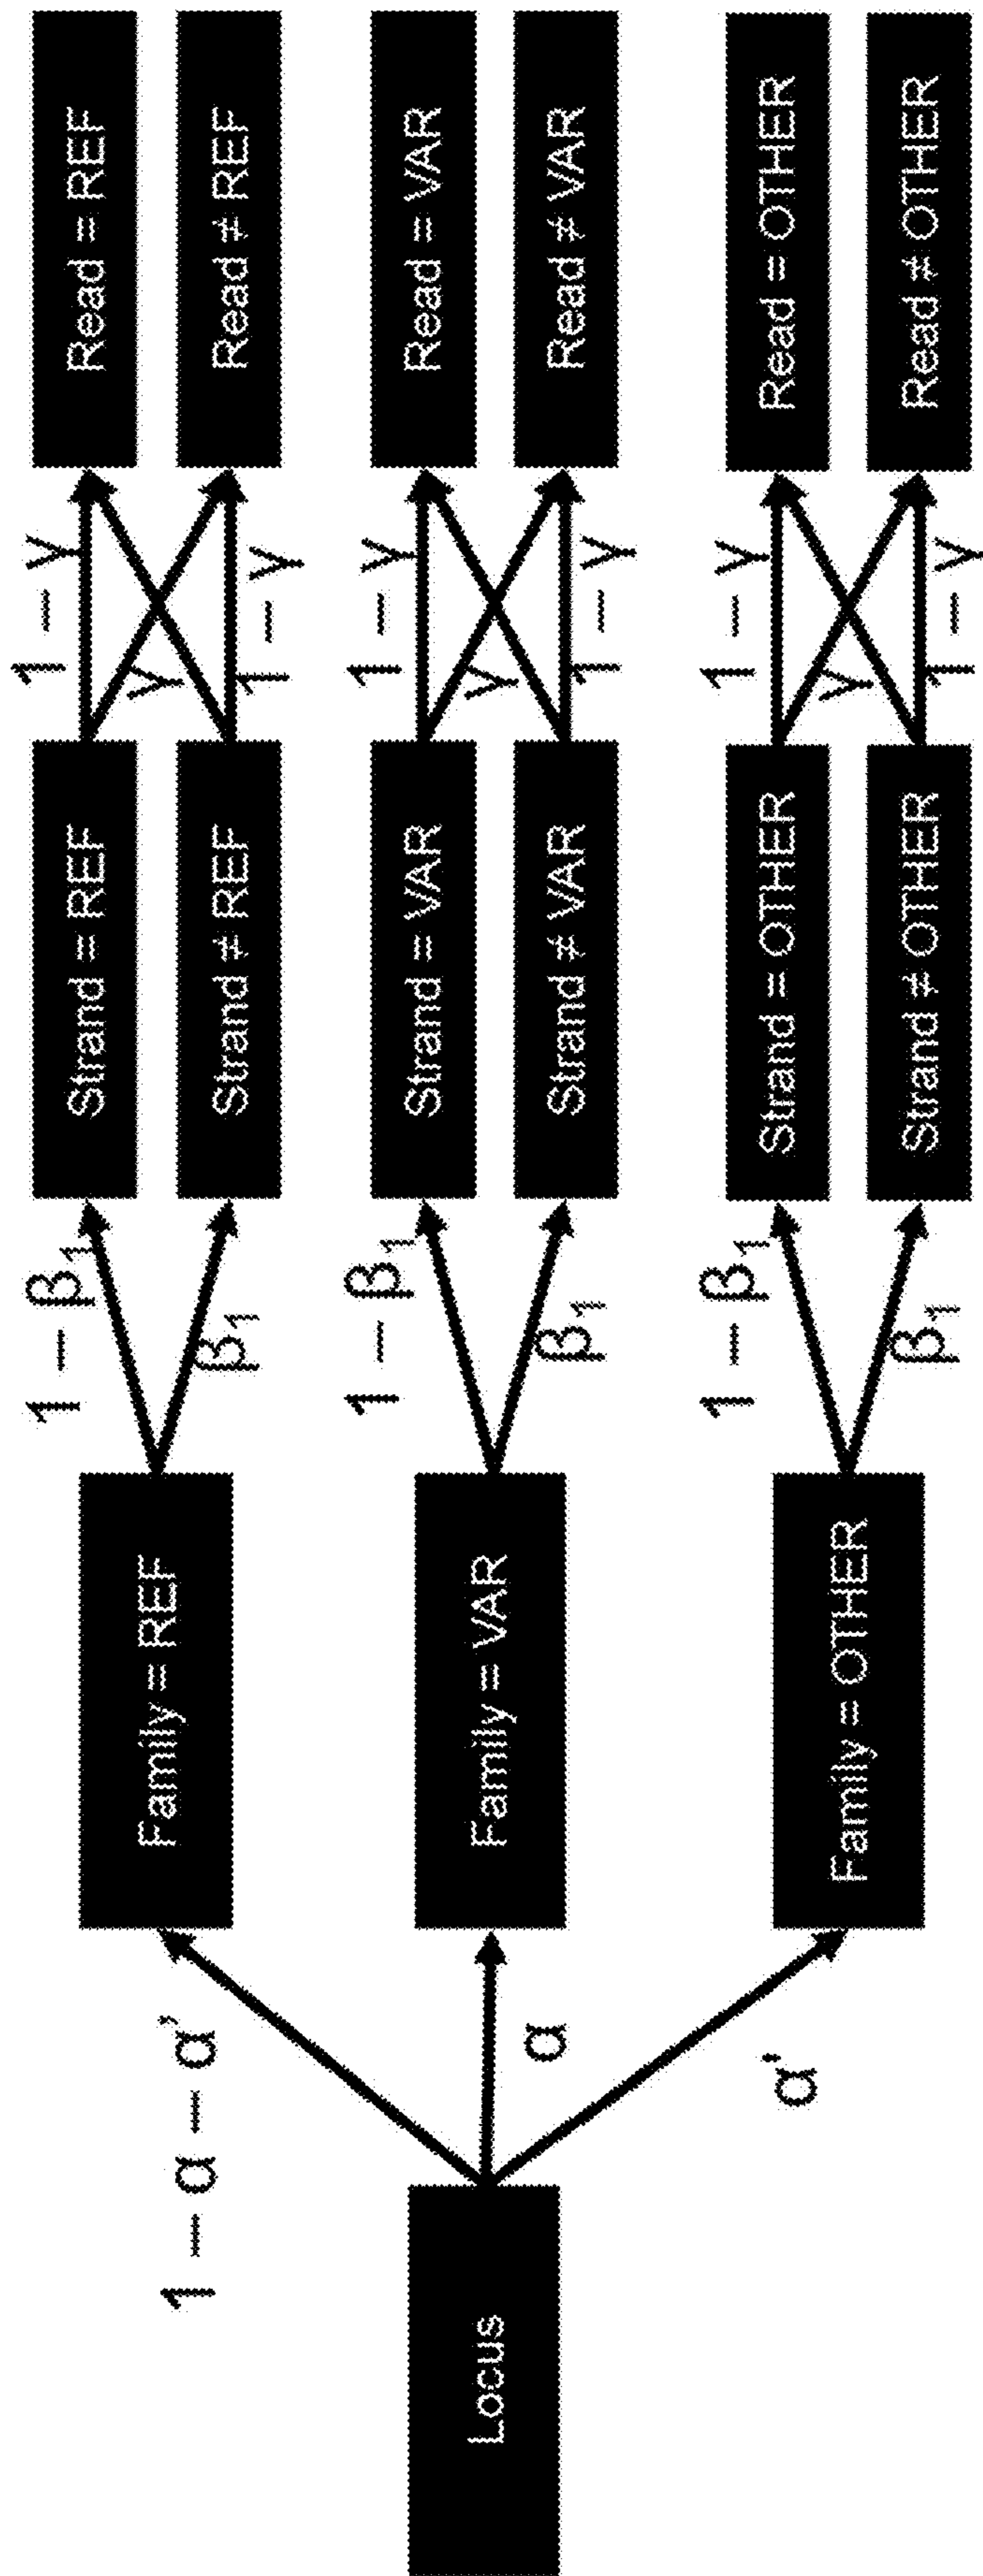 Locus
1 – α – α’
α
α’
Family = REF
Family = VAR
Family = OTHER
1 – β₁
β₁
1 – β₁
β₁
1 – β₁
β₁
Strand = REF
Strand ≠ REF
Strand = VAR
Strand ≠ VAR
Strand = OTHER
Strand ≠ OTHER
1 – γ
γ
1 – γ
1 – γ
γ
1 – γ
1 – γ
γ
1 – γ
Read = REF
Read ≠ REF
Read = VAR
Read ≠ VAR
Read = OTHER
Read ≠ OTHER